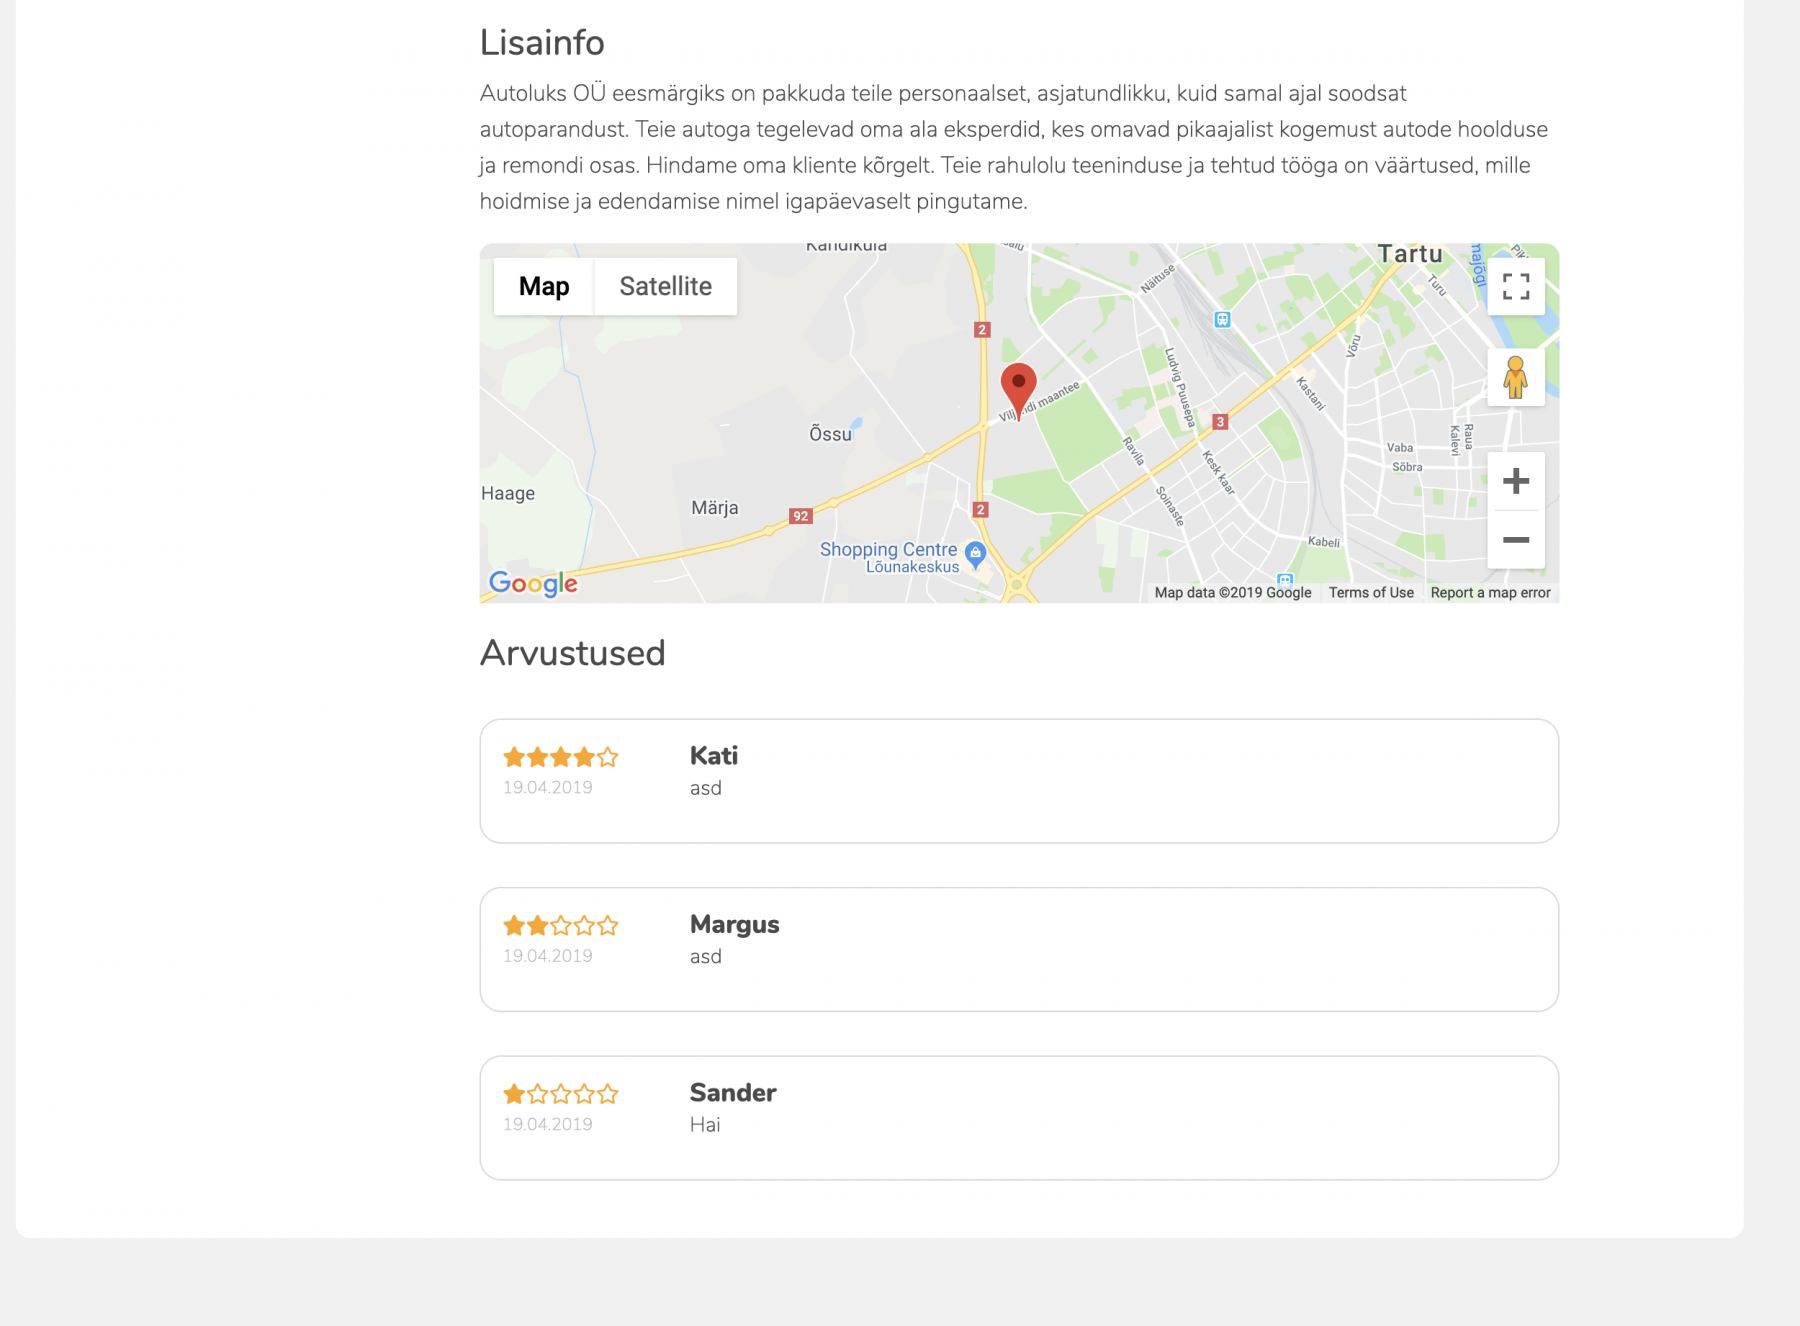 Lisainfo
Autoluks OÜ eesmärgiks on pakkuda teile personaalset, asjatundlikku, kuid samal ajal soodsat
autoparandust. Teie autoga tegelevad oma ala eksperdid, kes omavad pikaajalist kogemust autode hoolduse
ja remondi osas. Hindame oma kliente kõrgelt. Teie rahulolu teeninduse ja tehtud tööga on väärtused, mille
hoidmise ja edendamise nimel igapäevaselt pingutame.
Kandiküla
Tartu
Map
Satellite
Näituse
Turu
2
Võru
Ludvig Puusepa
Kastani
maantee
3
Õssu
Ravila
Kesk kaar
Raua
Kalevi
Vaba
Sõbra
Haage
Märja
92
2
Soinaste
Kabeli
Shopping Centre
Lõunakeskus
Google
Map data ©2019 Google
Terms of Use
Report a map error
Arvustused
Kati
19.04.2019
asd
Margus
19.04.2019
asd
Sander
19.04.2019
Hai